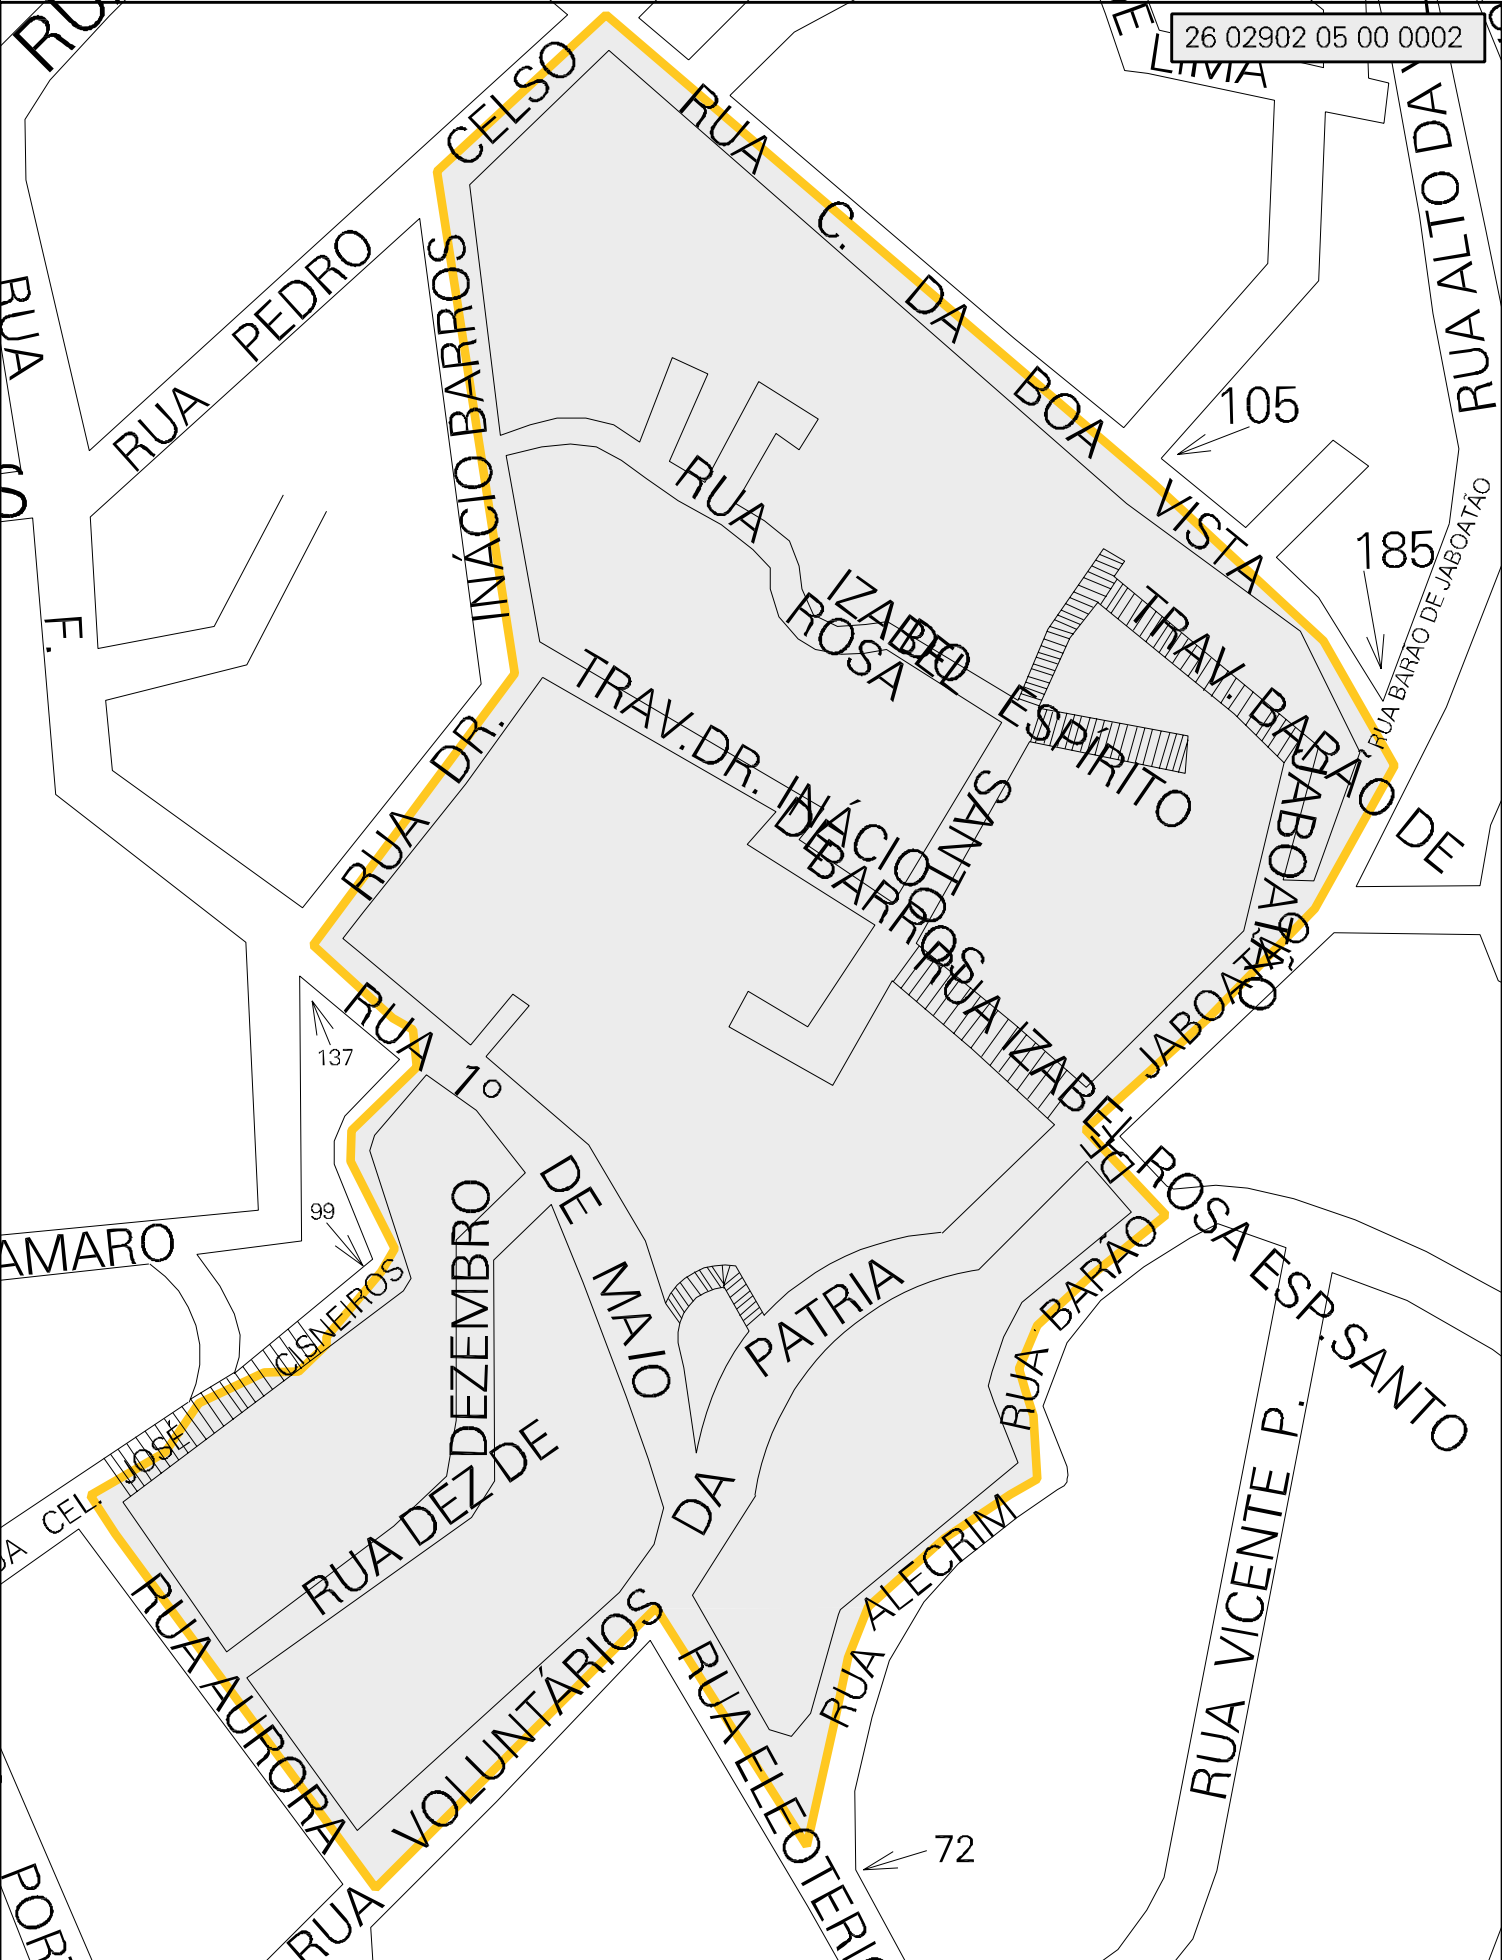 26 02902 05 00 0002
LIMA
RUA CELSO
RUA C. DA BOA VISTA
RUA ALTO DA
RUA PEDRO
RUA
F.
RUA DR. INÁCIO BARROS
105
185
RUA BARAO DE JABOATÃO
RUA IZABEL
ROSA
DO
ESPÍRITO
SANTO
TRAV. BARÃO DE
JABOATÃO
TRAV. DR. INÁCIO
DE
BARROS
JABOATÃO
DE
RUA BARÃO
RUA IZABEL ROSA ESP. SANTO
RUA 1º DE MAIO
137
99
AMARO
CEL. JOSÉ CISNEIROS
DEZEMBRO
RUA DEZ DE
PATRIA
DA
VOLUNTÁRIOS
RUA
RUA AURORA
RUA ALECRIM
RUA ELEOTERIO
RUA VICENTE P.
72